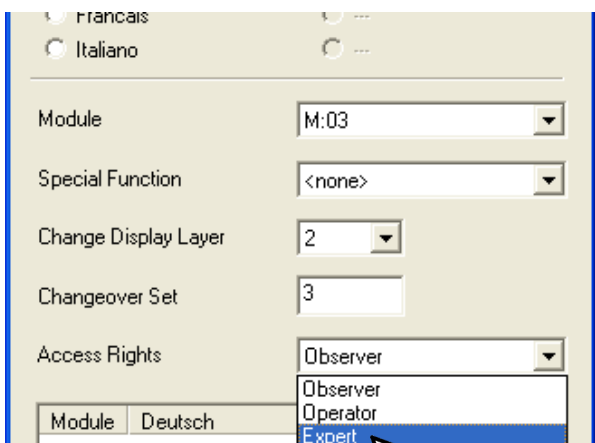 Francais ---
Italiano ---
Module M:03
Special Function <none>
Change Display Layer 2
Changeover Set 3
Access Rights Observer
Observer
Module Deutsch Operator
Expert